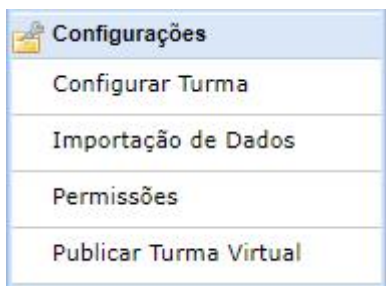 Configurações
Configurar Turma
Importação de Dados
Permissões
Publicar Turma Virtual